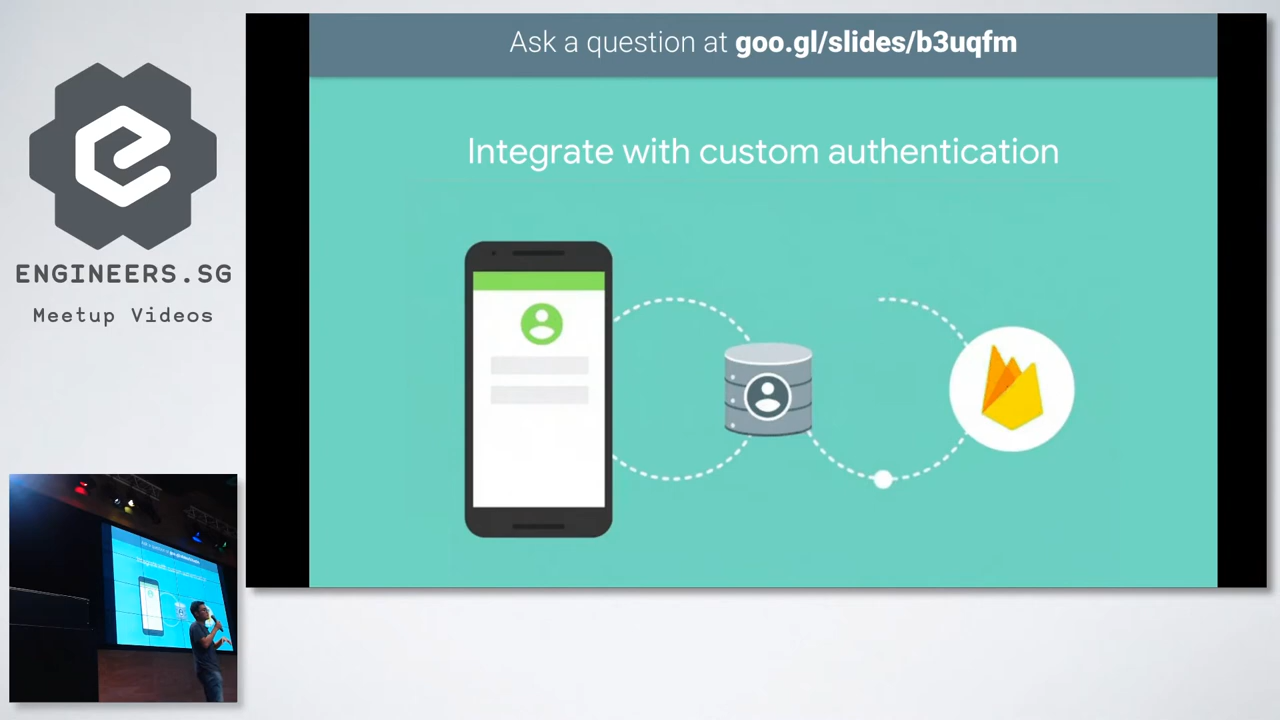 Ask a question at goo.gl/slides/b3uqfm
Integrate with custom authentication
ENGINEERS.SG
Meetup Videos